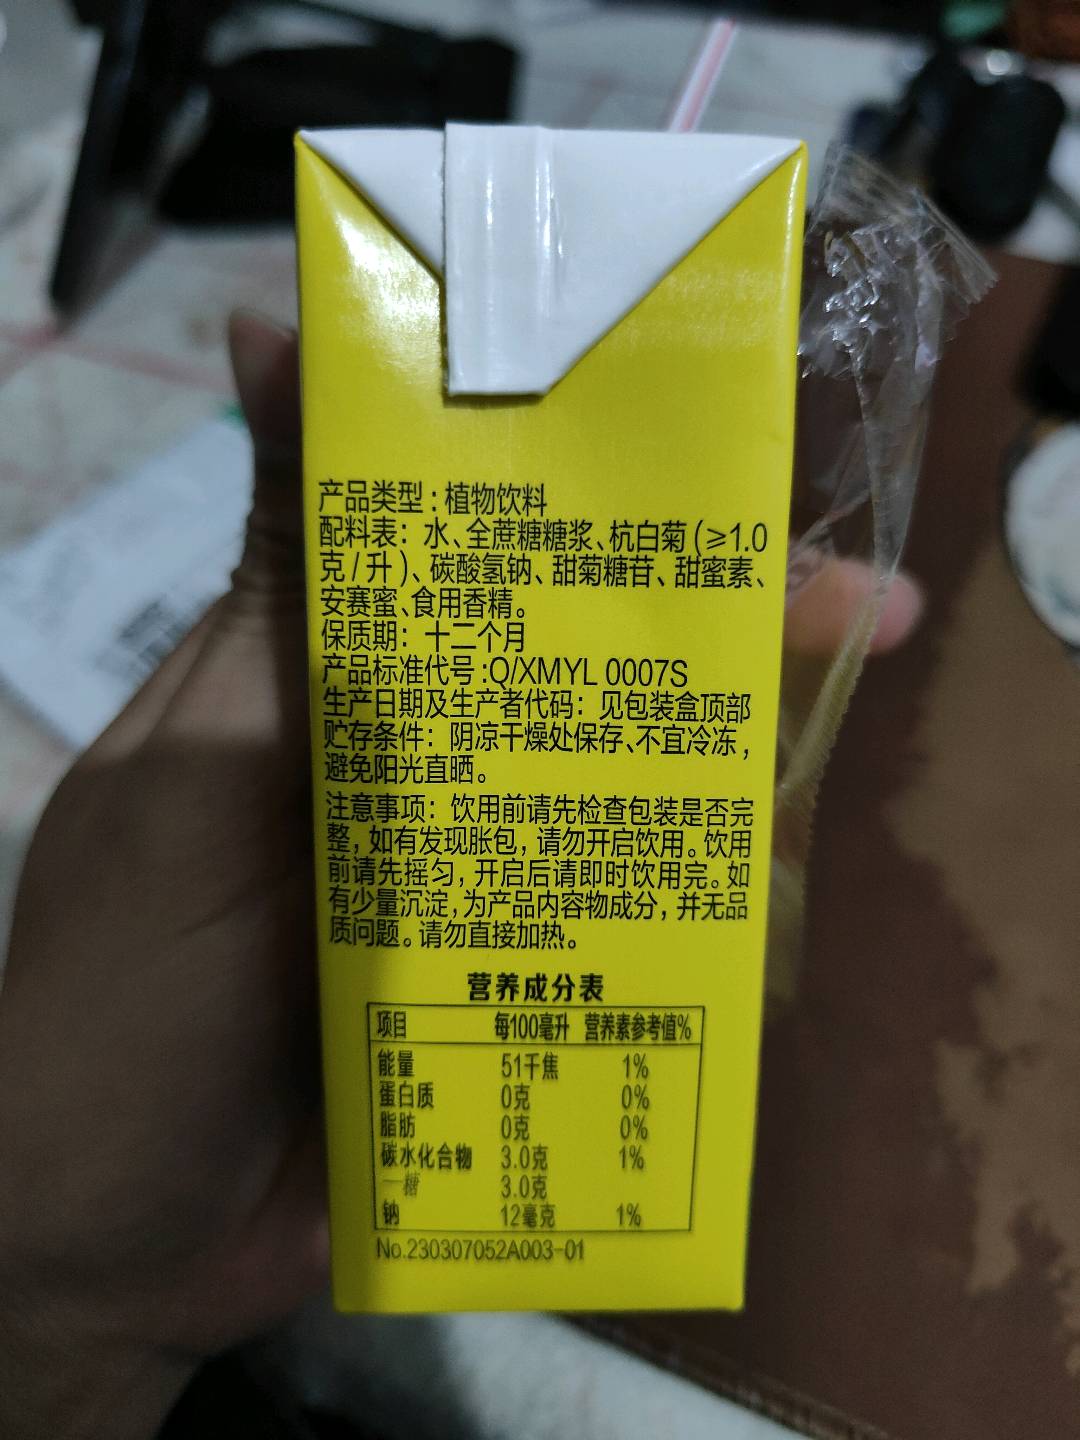 产品类型：植物饮料
配料表：水、全蔗糖糖浆、杭白菊（≥1.0
克/升）、碳酸氢钠、甜菊糖苷、甜蜜素、
安赛蜜、食用香精。
保质期：十二个月
产品标准代号:Q/XMYL 0007S
生产日期及生产者代码：见包装盒顶部
贮存条件：阴凉干燥处保存、不宜冷冻，
避免阳光直晒。
注意事项：饮用前请先检查包装是否完
整，如有发现胀包，请勿开启饮用。饮用
前请先摇匀，开启后请即时饮用完。如
有少量沉淀，为产品内容物成分，并无品
质问题。请勿直接加热。
营养成分表
项目 每100毫升 营养素参考值%
能量 51千焦 1%
蛋白质 0克 0%
脂肪 0克 0%
碳水化合物 3.0克 1%
—糖 3.0克
钠 12毫克 1%
No.230307052A003-01